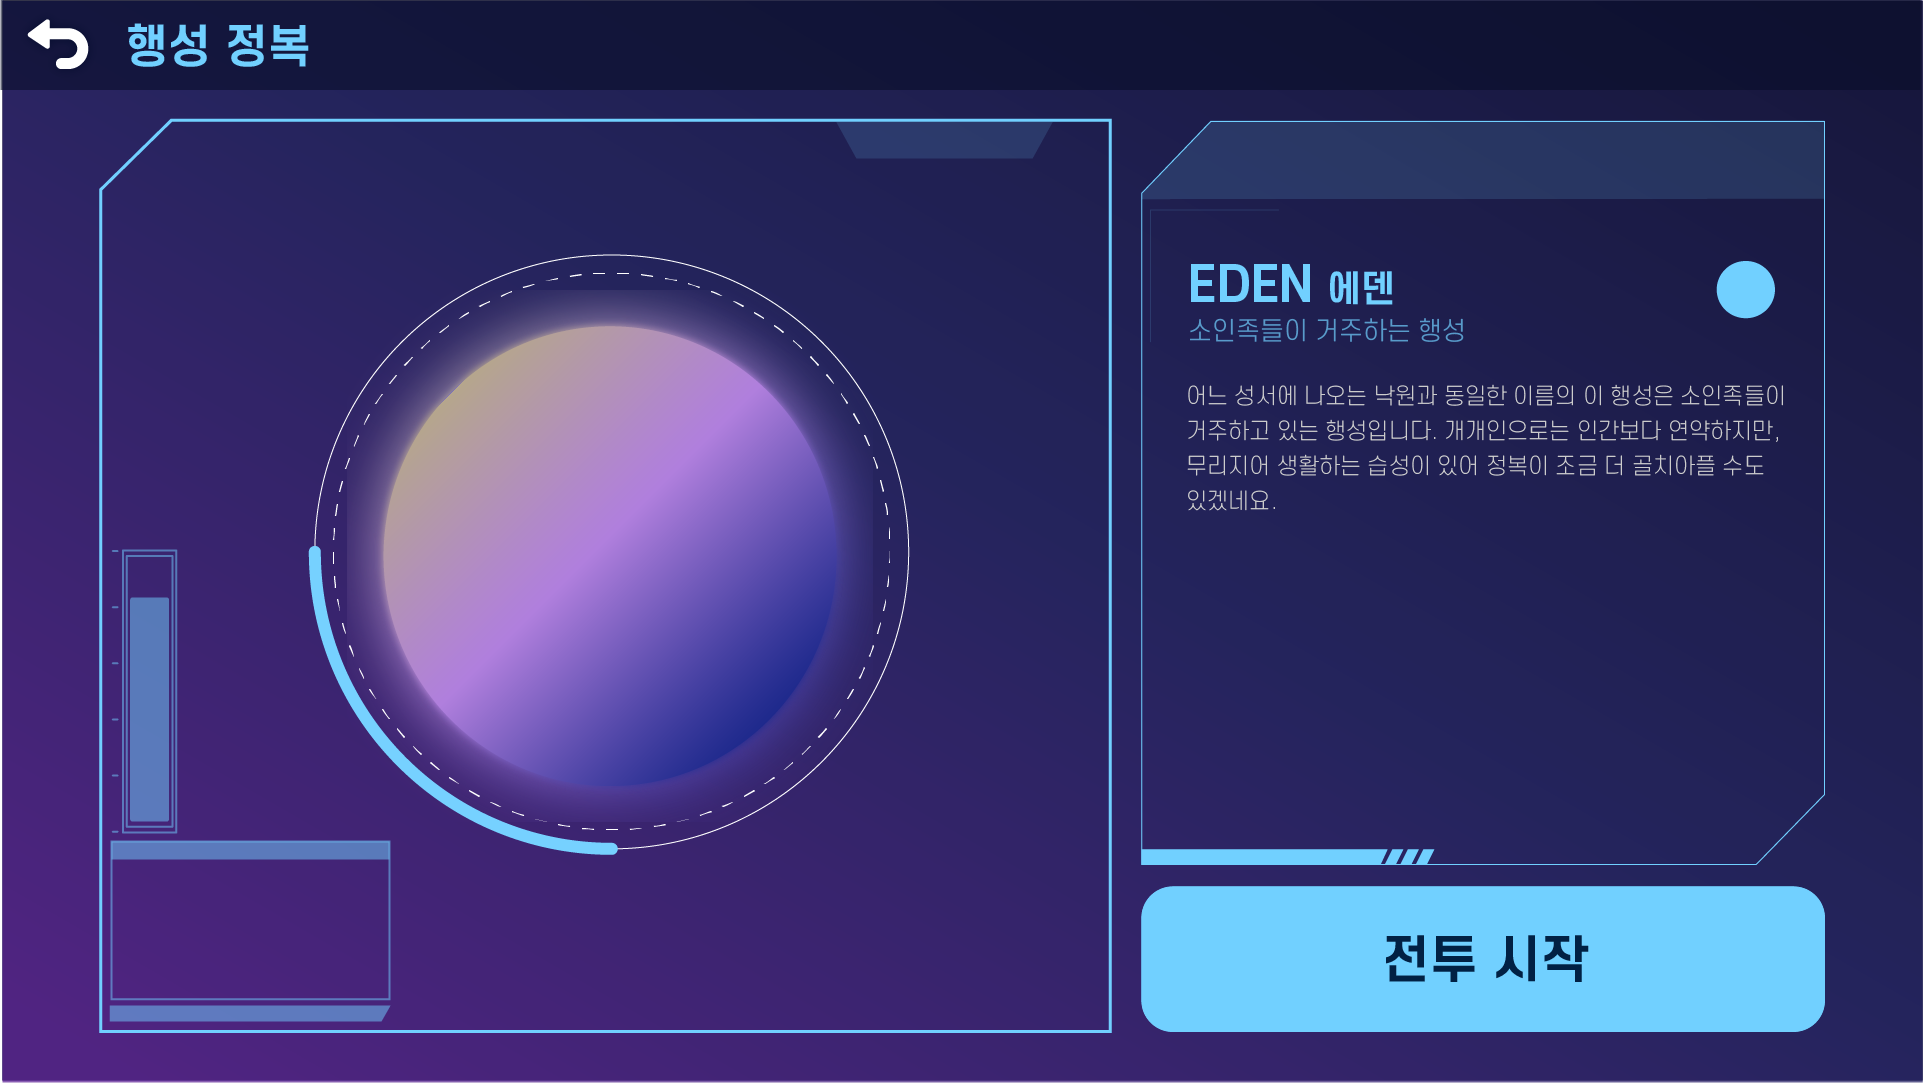 행성 정복
EDEN 에덴
소인족들이 거주하는 행성
어느 성서에 나오는 낙원과 동일한 이름의 이 행성은 소인족들이
거주하고 있는 행성입니다. 개개인으로는 인간보다 연약하지만,
무리지어 생활하는 습성이 있어 정복이 조금 더 골치아플 수도
있겠네요.
전투 시작